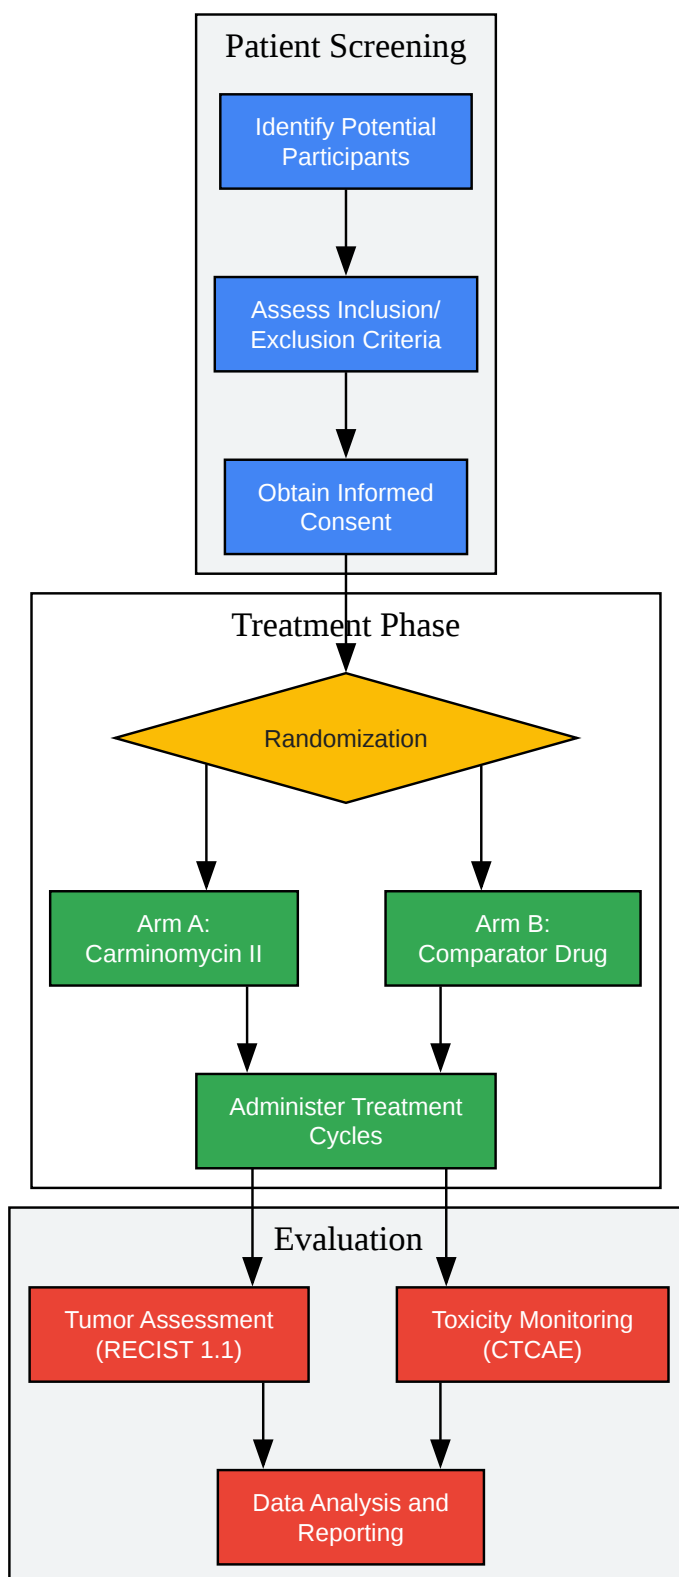 Patient Screening
Identify Potential
Participants
Assess Inclusion/
Exclusion Criteria
Obtain Informed
Consent
Treatment Phase
Randomization
Arm A:
Carminomycin II
Arm B:
Comparator Drug
Administer Treatment
Cycles
Evaluation
Tumor Assessment
(RECIST 1.1)
Toxicity Monitoring
(CTCAE)
Data Analysis and
Reporting